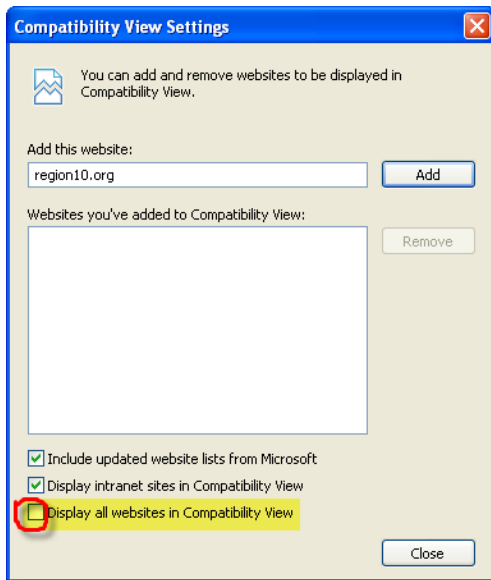 Compatibility View Settings
You can add and remove websites to be displayed in
Compatibility View.
Add this website:
region10.org
Add
Websites you've added to Compatibility View:
Remove
Include updated website lists from Microsoft
Display intranet sites in Compatibility View
Display all websites in Compatibility View
Close